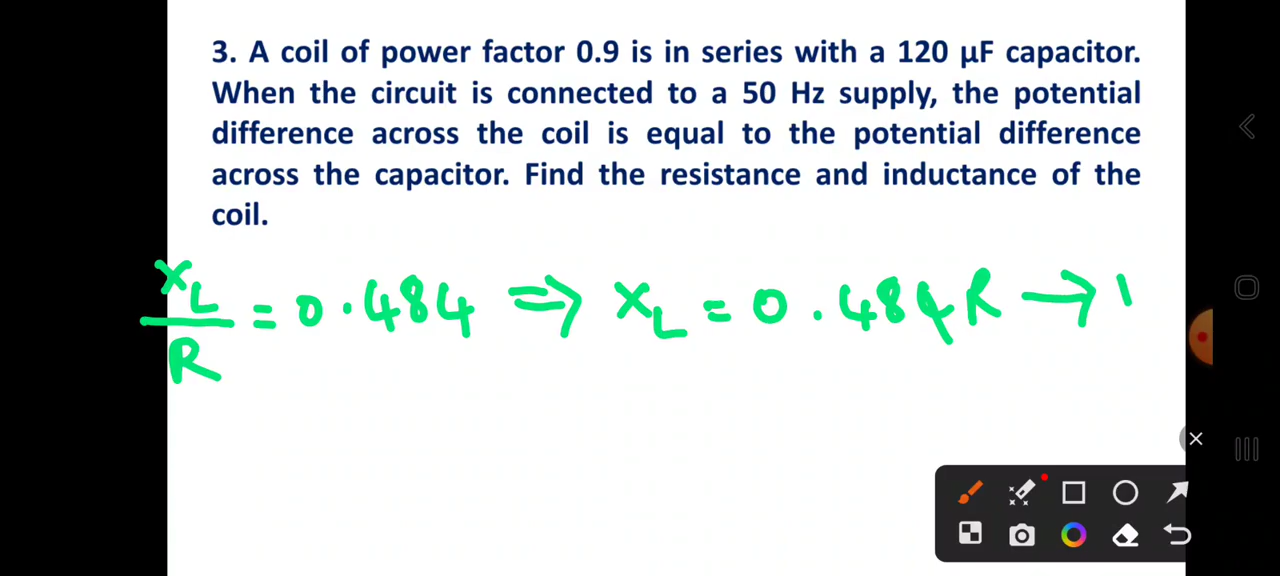 3. A coil of power factor 0.9 is in series with a 120 µF capacitor.
When the circuit is connected to a 50 Hz supply, the potential
difference across the coil is equal to the potential difference
across the capacitor. Find the resistance and inductance of the
coil.
X_L / R = 0.484 ⇒ X_L = 0.484R → 1